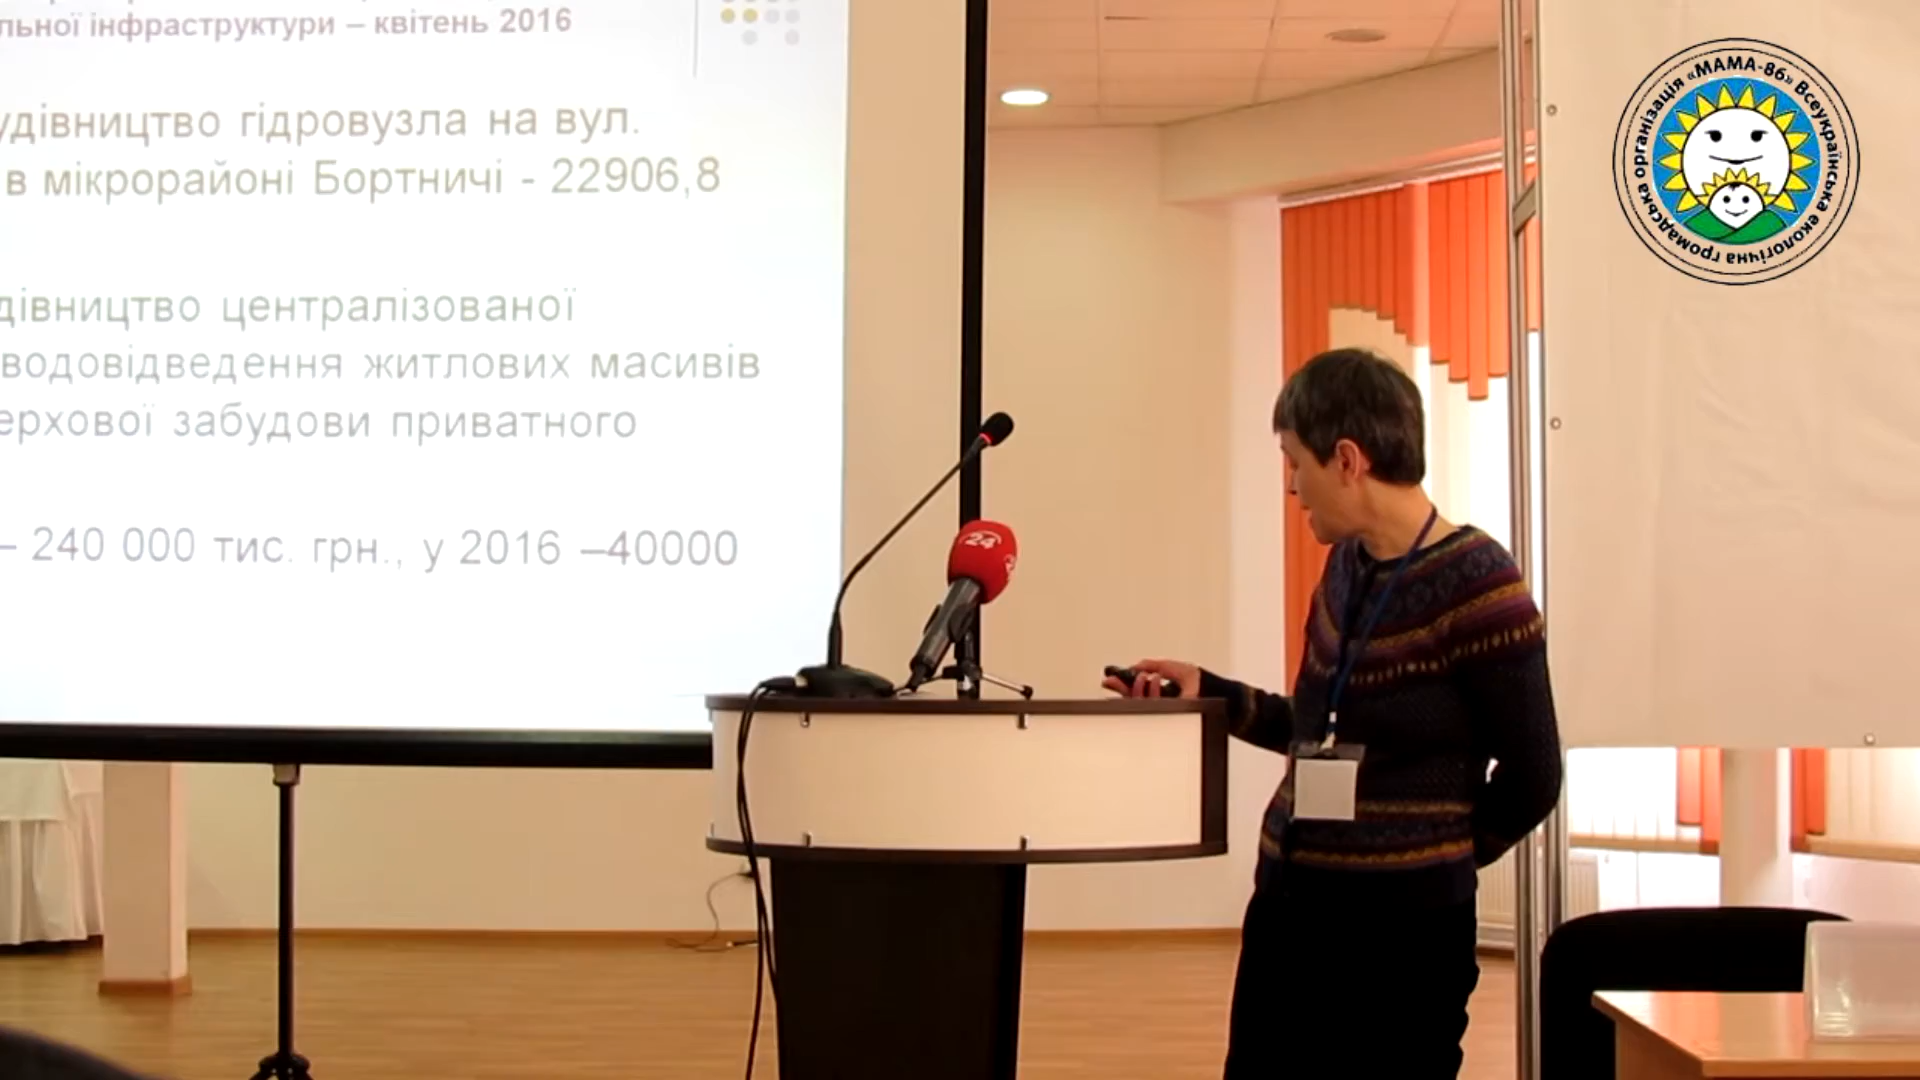 льної інфраструктури – квітень 2016
удівництво гідровузла на вул.
в мікрорайоні Бортничі - 22906,8
дівництво централізованої
водовідведення житлових масивів
ерхової забудови приватного
– 240 000 тис. грн., у 2016 –40000
24
Всеукраїнська екологічна громадська організація «МАМА-86»